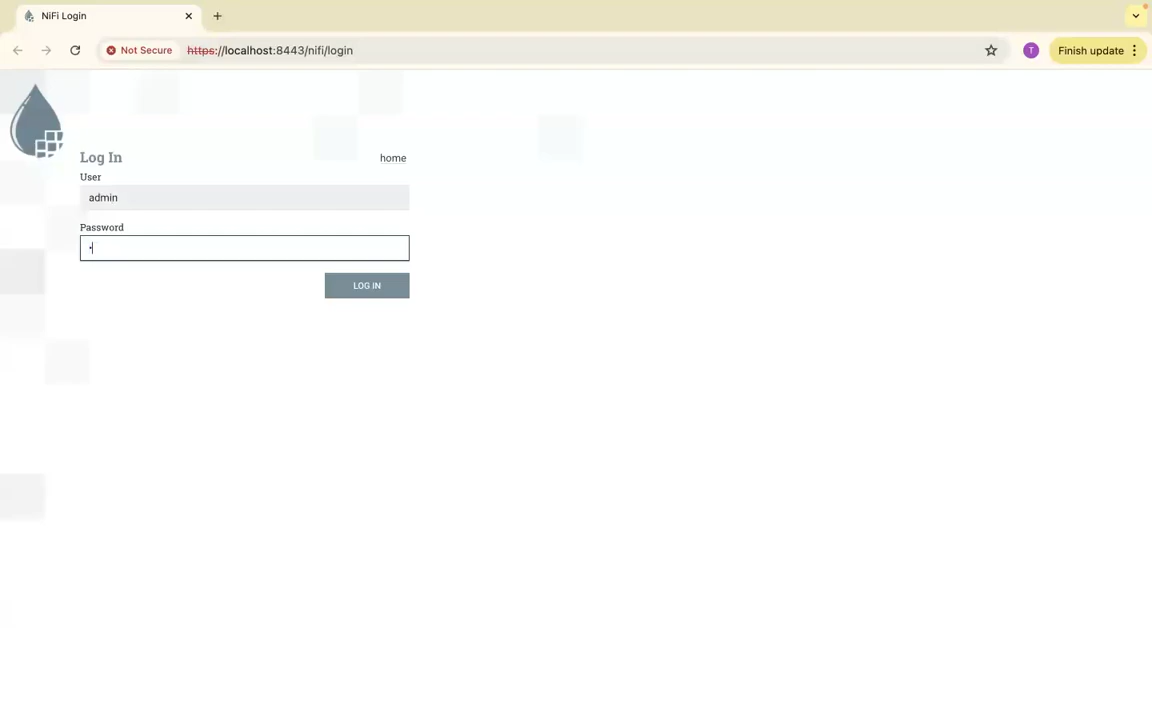 NiFi Login
Not Secure https://localhost:8443/nifi/login T Finish update
Log In home
User
admin
Password
LOG IN